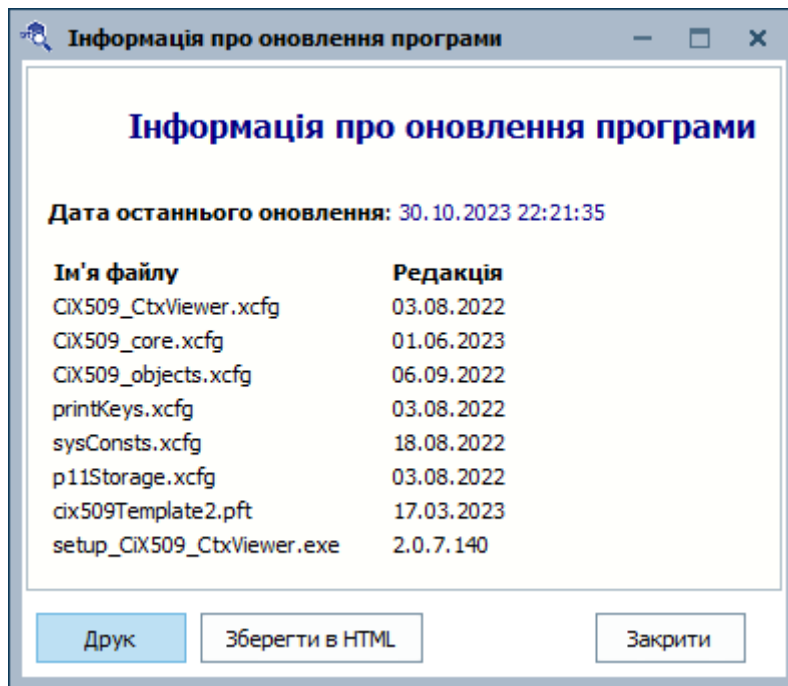 Інформація про оновлення програми
Інформація про оновлення програми
Дата останнього оновлення: 30.10.2023 22:21:35
Ім'я файлу Редакція
CiX509_CtxViewer.xcfg 03.08.2022
CiX509_core.xcfg 01.06.2023
CiX509_objects.xcfg 06.09.2022
printKeys.xcfg 03.08.2022
sysConsts.xcfg 18.08.2022
p11Storage.xcfg 03.08.2022
cix509Template2.pft 17.03.2023
setup_CiX509_CtxViewer.exe 2.0.7.140
Друк Зберегти в HTML Закрити